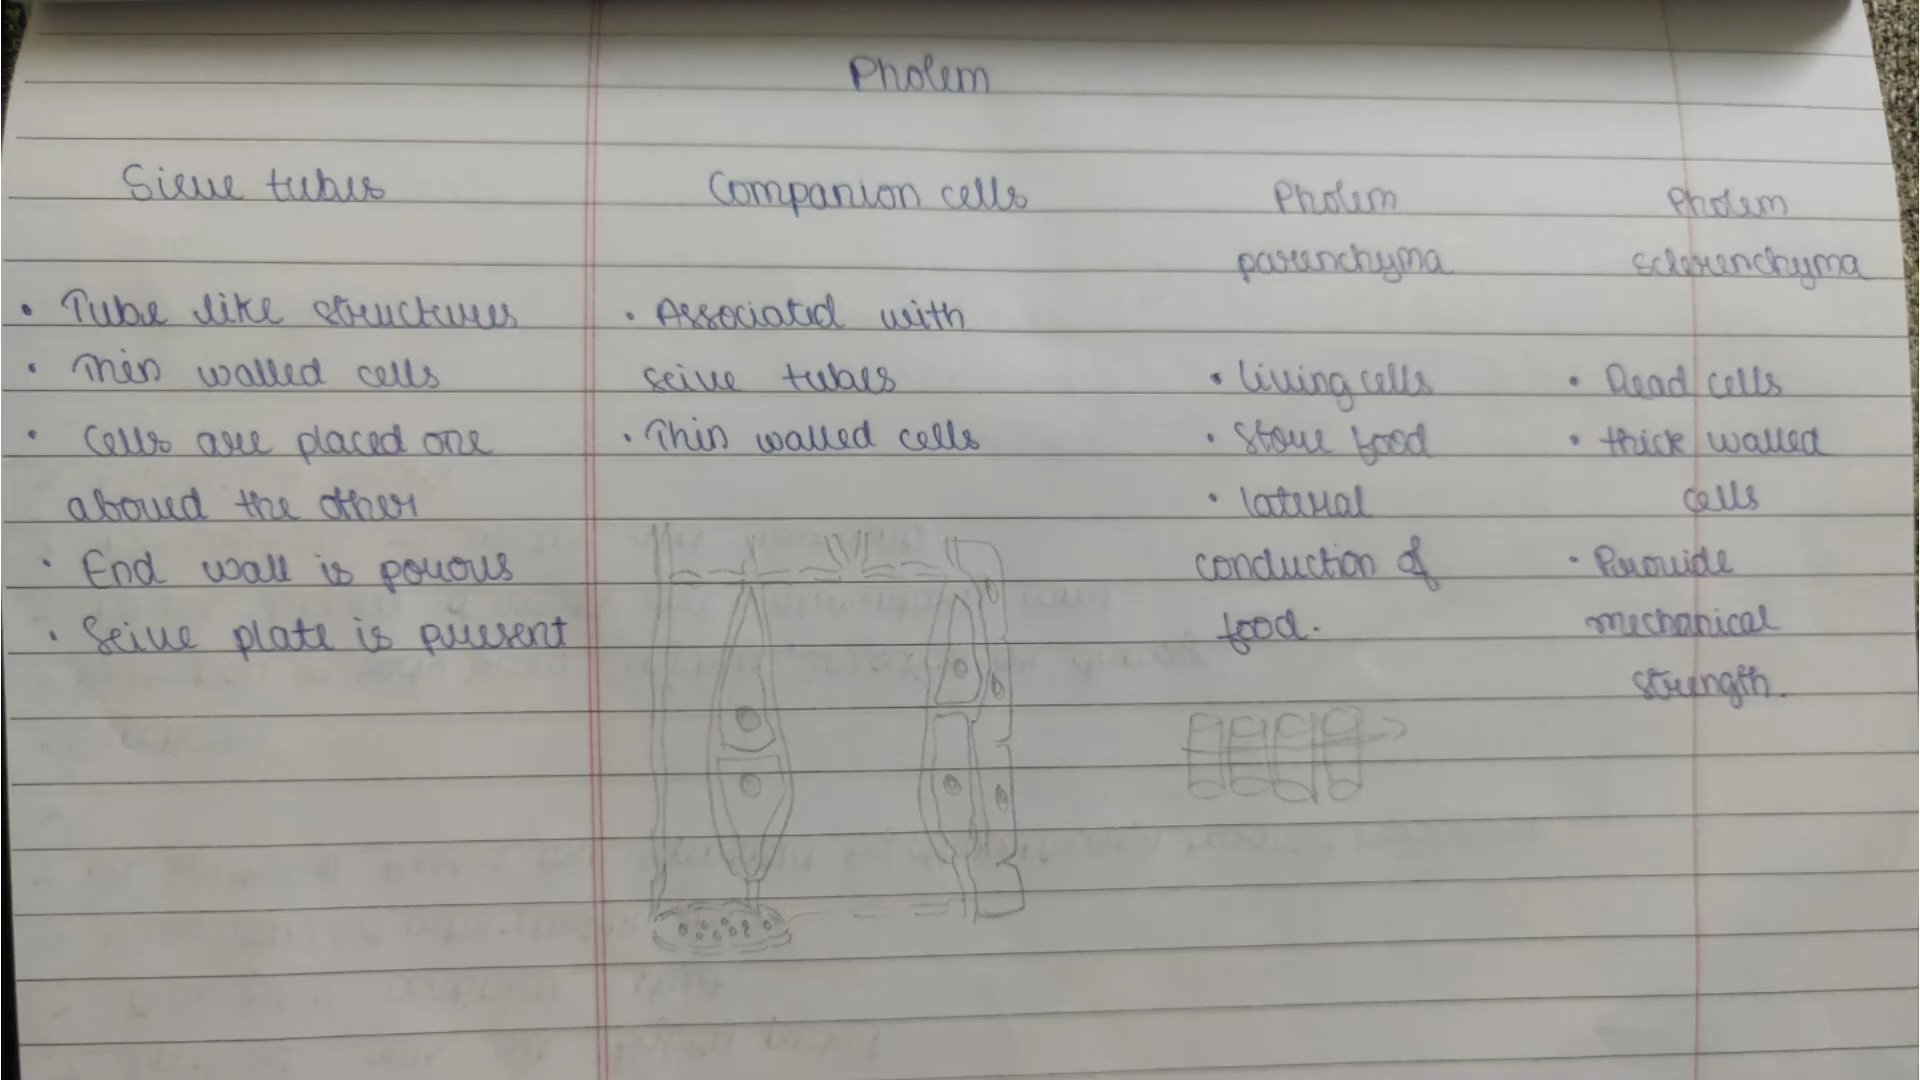 Pholem
Sieve tubes
Companion cells
Pholem
parenchyma
Pholem
sclerenchyma
• Tube like structures
• Thin walled cells
• Cells are placed one
aboved the other
• End wall is porous
• Seive plate is present
• Associated with
seive tubes
• Thin walled cells
• Living cells
• Store food
• lateral
conduction of
food.
• Dead cells
• thick walled
cells
• Provide
mechanical
strength.